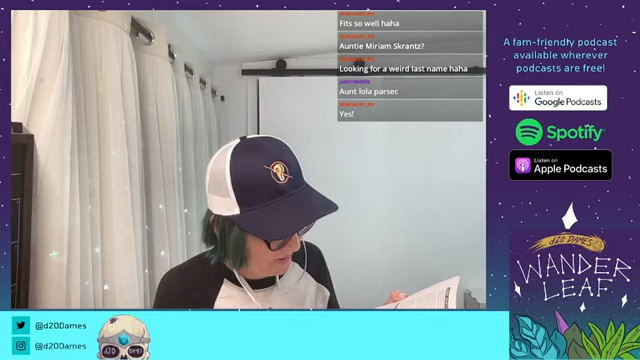 Fits so well haha
Auntie Miriam Skrantz?
Looking for a weird last name haha
Aunt lola parsec
Yes!
A fam-friendly podcast
available wherever
podcasts are free!
Listen on
Google Podcasts
Spotify
Listen on
Apple Podcasts
d20 DAMES
WANDER
LEAF
@d20Dames
@d20Dames
d20
DAMES